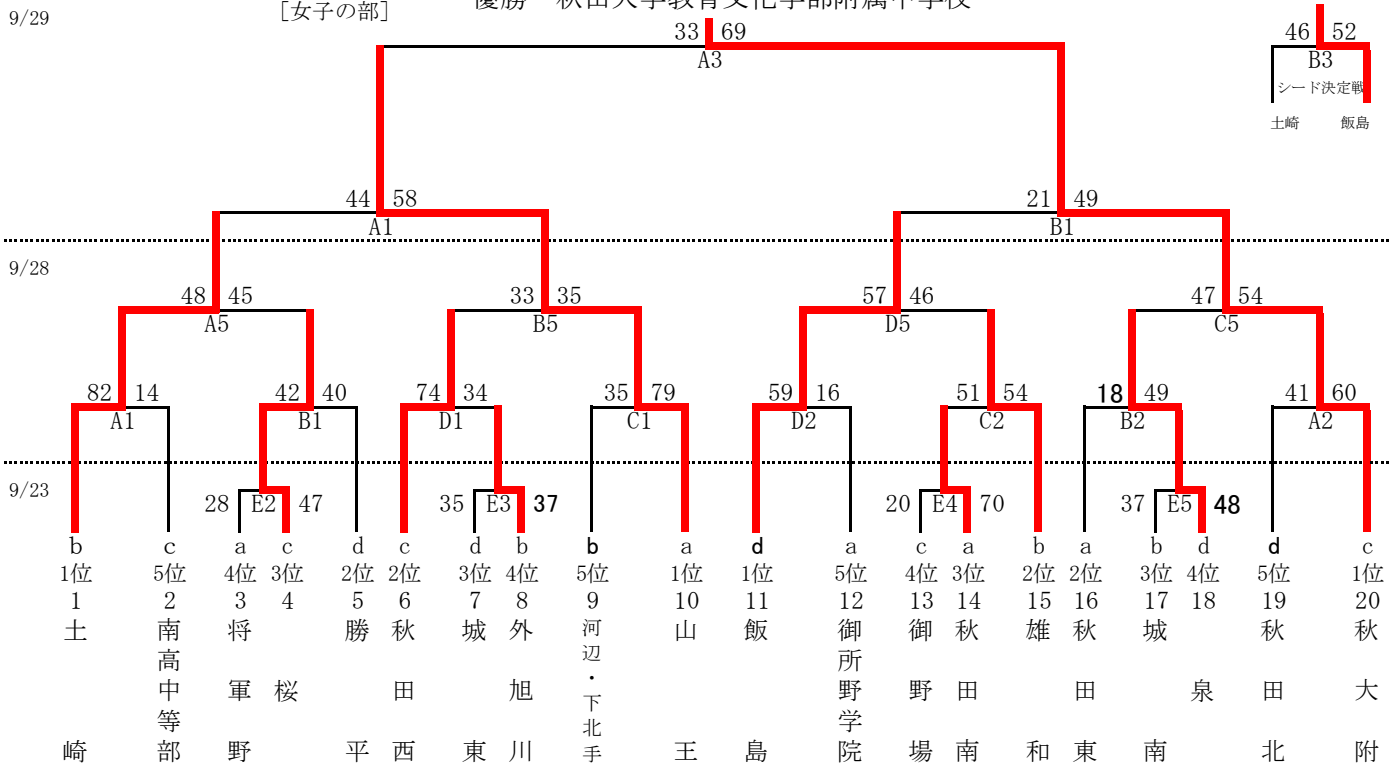 優勝 秋田大学教育文化学部附属中学校
[女子の部]
9/29
33 69
A3
46 52
B3
シード決定戦
土崎 飯島
44 58
A1
21 49
B1
9/28
48 45
A5
33 35
B5
57 46
D5
47 54
C5
82 14
A1
42 40
B1
74 34
D1
35 79
C1
59 16
D2
51 54
C2
18 49
B2
41 60
A2
9/23
28 E2 47
35 E3 37
20 E4 70
37 E5 48
b c a c d c d b b a d a c a b a b d d c
1位 5位 4位 3位 2位 2位 3位 4位 5位 1位 1位 5位 4位 3位 2位 2位 3位 4位 5位 1位
1 2 3 4 5 6 7 8 9 10 11 12 13 14 15 16 17 18 19 20
土崎
南高中等部
将軍野
桜
勝平
秋田西
城東
外旭川
河辺・下北手
山王
飯島
御所野学院
御野場
秋田南
雄和
秋田東
城南
泉
秋田北
秋大附